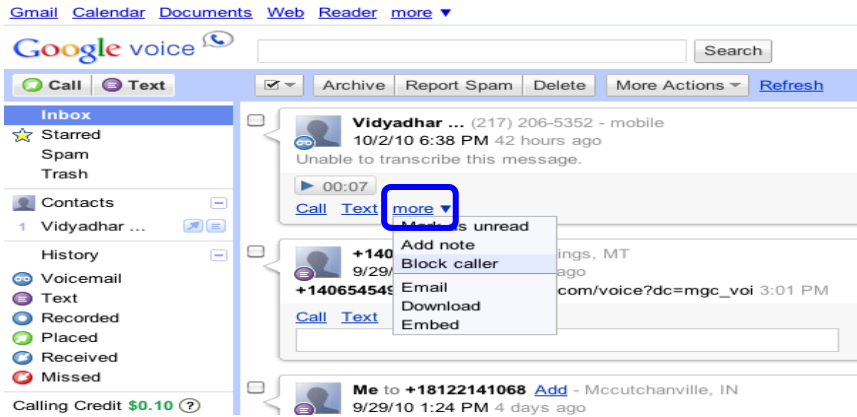 Gmail Calendar Documents Web Reader more ▼
Google voice Search
Call Text Archive Report Spam Delete More Actions Refresh
Inbox
Starred
Spam
Trash
Contacts
1 Vidyadhar ...
History
Voicemail
Text
Recorded
Placed
Received
Missed
Calling Credit $0.10 ?
Vidyadhar ... (217) 206-5352 - mobile
10/2/10 6:38 PM 42 hours ago
Unable to transcribe this message.
00:07
Call Text more ▼
Mark as unread
Add note
Block caller
Email
Download
Embed
+140 ings, MT
9/29/ ago
+140654549 com/voice?dc=mgc_voi 3:01 PM
Call Text
Me to +18122141068 Add - Mccutchanville, IN
9/29/10 1:24 PM 4 days ago